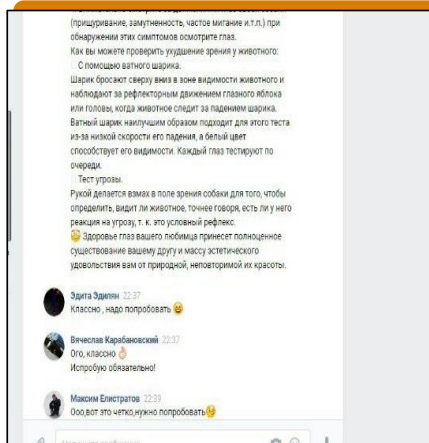 (прищуривание, замутненность, частое мигание и.т.п.) при
обнаружении этих симптомов осмотрите глаз.
Как вы можете проверить ухудшение зрения у животного:
С помощью ватного шарика.
Шарик бросают сверху вниз в зоне видимости животного и
наблюдают за рефлекторным движением глазного яблока
или головы, когда животное следит за падением шарика.
Ватный шарик наилучшим образом подходит для этого теста
из-за низкой скорости его падения, а белый цвет
способствует его видимости. Каждый глаз тестируют по
очереди.
Тест угрозы.
Рукой делается взмах в поле зрения собаки для того, чтобы
определить, видит ли животное, точнее говоря, есть ли у него
реакция на угрозу, т. к. это условный рефлекс.
Здоровье глаз вашего любимца принесет полноценное
существование вашему другу и массу эстетического
удовольствия вам от природной, неповторимой их красоты.
Эдита Эдилян 22:37
Классно , надо попробовать 😄
Вячеслав Карабановский 22:37
Ого, классно 👌
Испробую обязательно!
Максим Елистратов 22:39
Ооо,вот это четко,нужно попробовать